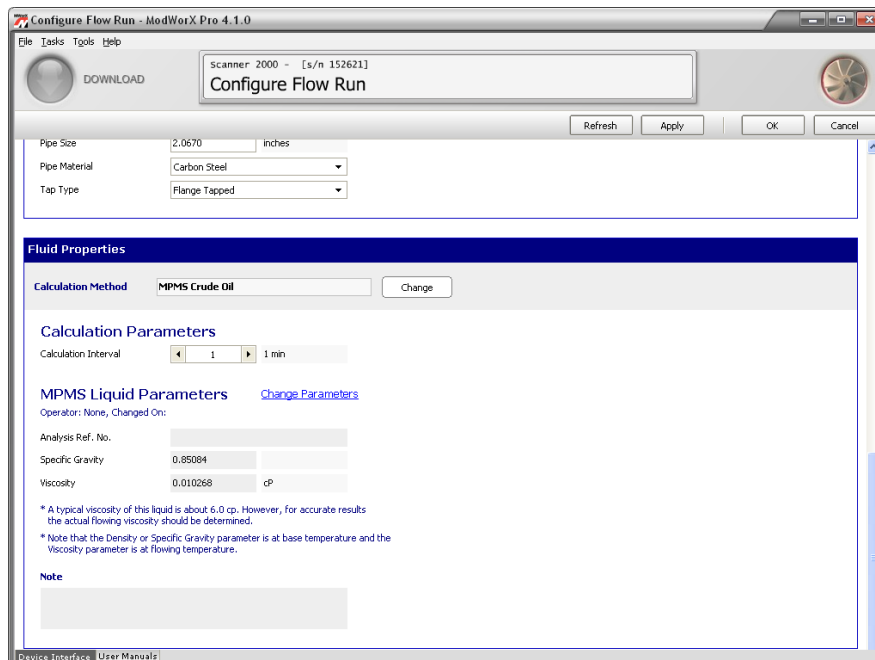 Configure Flow Run - ModWorX Pro 4.1.0
File Tasks Tools Help
DOWNLOAD
Scanner 2000 - [s/n 152621]
Configure Flow Run
Refresh Apply OK Cancel
Pipe Size 2.0670 inches
Pipe Material Carbon Steel
Tap Type Flange Tapped
Fluid Properties
Calculation Method MPMS Crude Oil Change
Calculation Parameters
Calculation Interval 1 1 min
MPMS Liquid Parameters Change Parameters
Operator: None, Changed On:
Analysis Ref. No.
Specific Gravity 0.85084
Viscosity 0.010268 cP
* A typical viscosity of this liquid is about 6.0 cp. However, for accurate results
the actual flowing viscosity should be determined.
* Note that the Density or Specific Gravity parameter is at base temperature and the
Viscosity parameter is at flowing temperature.
Note
Device Interface User Manuals